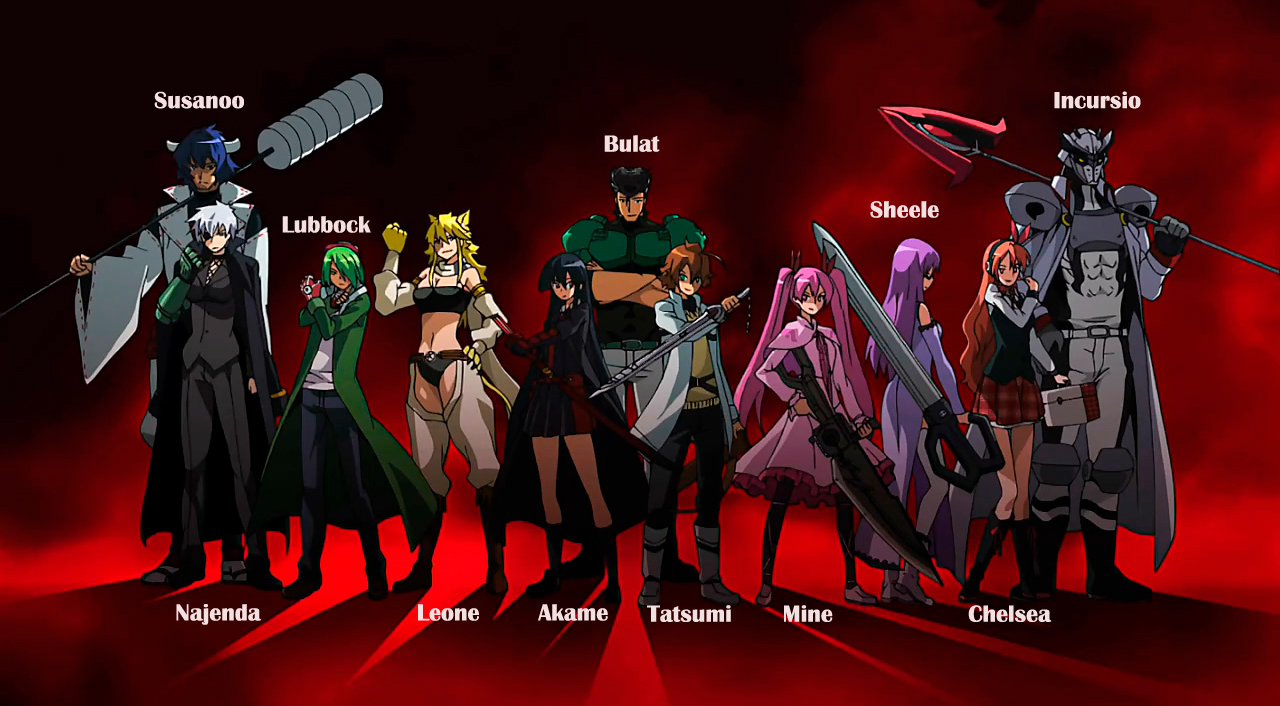 Susanoo
Incursio
Bulat
Sheele
Lubbock
Najenda
Leone
Akame
Tatsumi
Mine
Chelsea